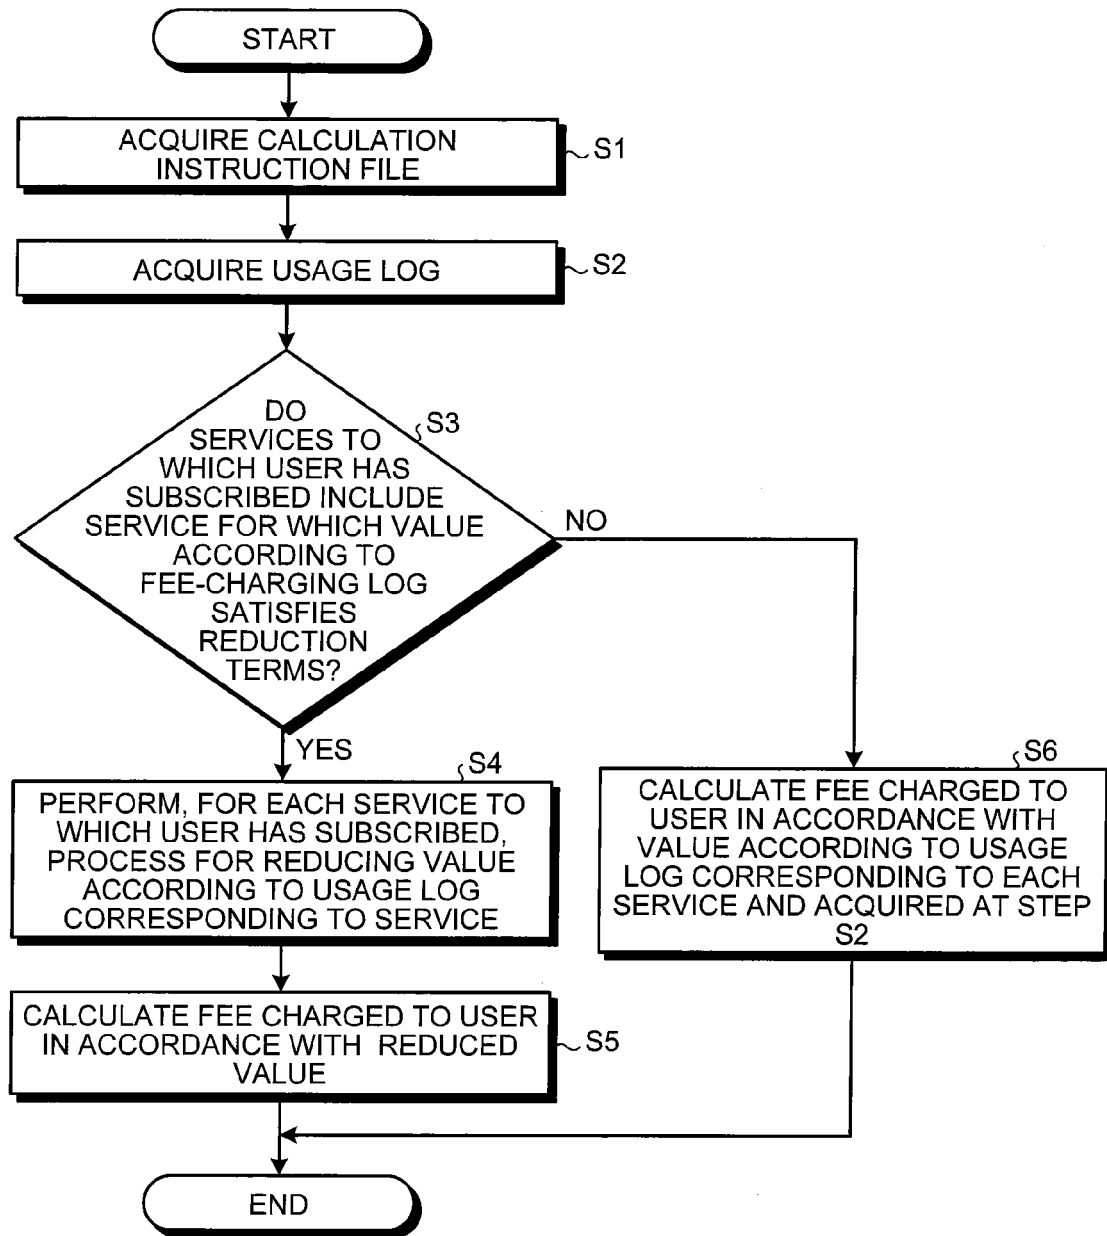 START
ACQUIRE CALCULATION
INSTRUCTION FILE
S1
ACQUIRE USAGE LOG
S2
DO
SERVICES TO
WHICH USER HAS
SUBSCRIBED INCLUDE
SERVICE FOR WHICH VALUE
ACCORDING TO
FEE-CHARGING LOG
SATISFIES
REDUCTION
TERMS?
S3
NO
YES
S4
PERFORM, FOR EACH SERVICE TO
WHICH USER HAS SUBSCRIBED,
PROCESS FOR REDUCING VALUE
ACCORDING TO USAGE LOG
CORRESPONDING TO SERVICE
S6
CALCULATE FEE CHARGED TO
USER IN ACCORDANCE WITH
VALUE ACCORDING TO USAGE
LOG CORRESPONDING TO EACH
SERVICE AND ACQUIRED AT STEP
S2
CALCULATE FEE CHARGED TO USER
IN ACCORDANCE WITH REDUCED
VALUE
S5
END